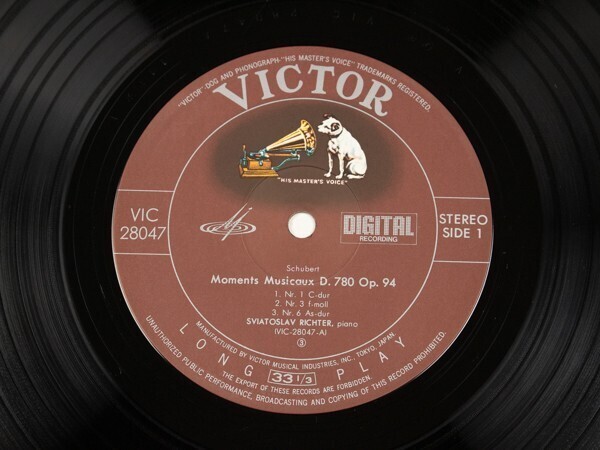 "VICTOR"-DOG AND PHONOGRAPH-"HIS MASTER'S VOICE" TRADEMARKS REGISTERED.
VICTOR
"HIS MASTER'S VOICE"
VIC
28047
DIGITAL
RECORDING
STEREO
SIDE 1
Schubert
Moments Musicaux D. 780 Op. 94
1. Nr. 1 C-dur
2. Nr. 3 f-moll
3. Nr. 6 As-dur
SVIATOSLAV RICHTER, piano
(VIC-28047-A)
③
MANUFACTURED BY VICTOR MUSICAL INDUSTRIES, INC. TOKYO, JAPAN
LONG 33 1/3 PLAY
THE EXPORT OF THESE RECORDS ARE FORBIDDEN.
UNAUTHORIZED PUBLIC PERFORMANCE, BROADCASTING AND COPYING OF THIS RECORD PROHIBITED.